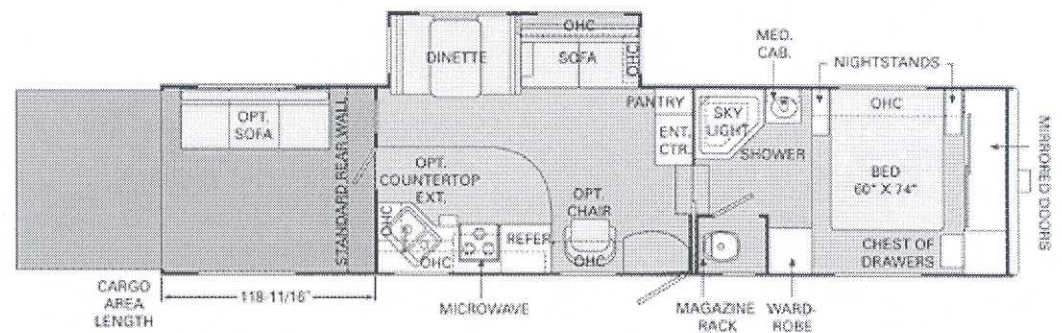 OHC
DINETTE
SOFA
OHC
MED.
CAB.
NIGHTSTANDS
OPT.
SOFA
STANDARD REAR WALL
PANTRY
ENT.
CTR.
SKY
LIGHT
SHOWER
OHC
BED
60" X 74"
MIRRORED DOORS
OPT.
COUNTERTOP
EXT.
OPT.
CHAIR
OHC
OHC
REFER.
OHC
CHEST OF
DRAWERS
CARGO
AREA
LENGTH
118-11/16"
MICROWAVE
MAGAZINE
RACK
WARD-
ROBE